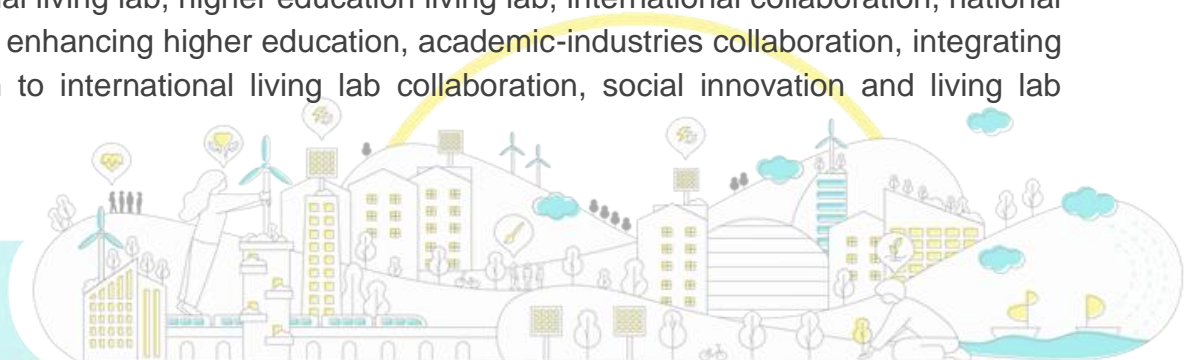 living lab, higher education living lab, international collaboration, national
enhancing higher education, academic-industries collaboration, integrating
to international living lab collaboration, social innovation and living lab